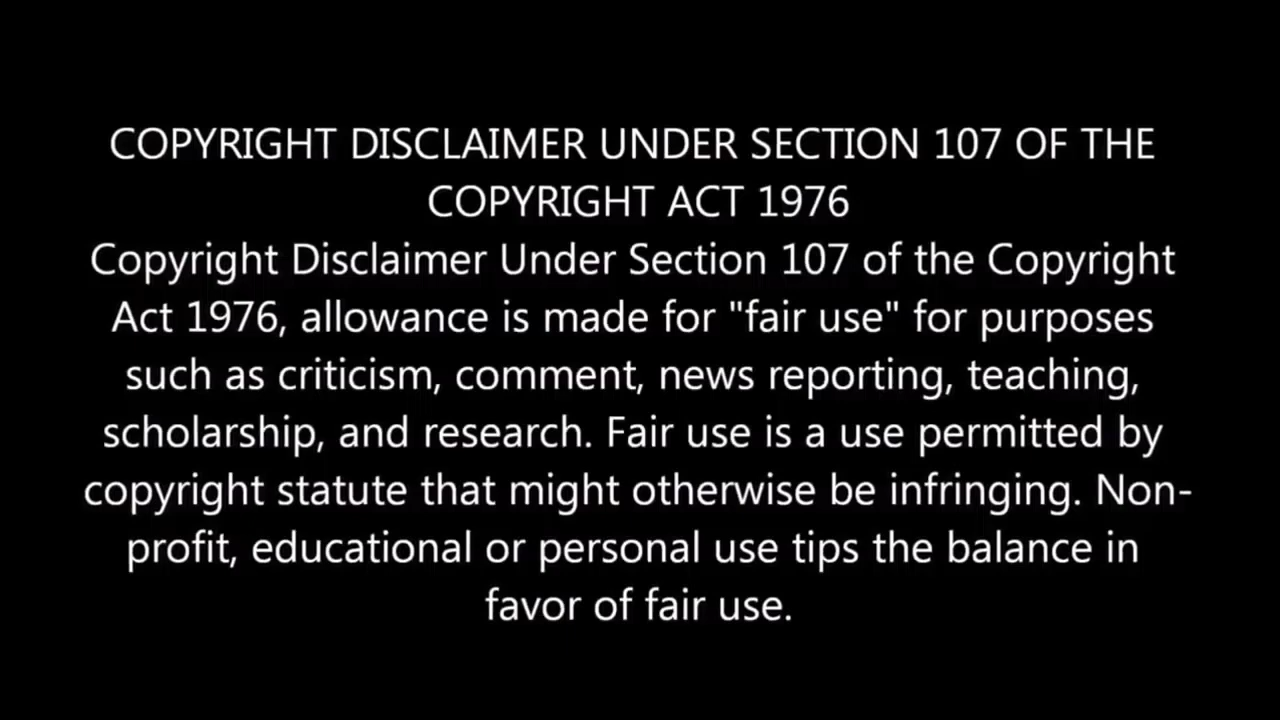 COPYRIGHT DISCLAIMER UNDER SECTION 107 OF THE
COPYRIGHT ACT 1976
Copyright Disclaimer Under Section 107 of the Copyright
Act 1976, allowance is made for "fair use" for purposes
such as criticism, comment, news reporting, teaching,
scholarship, and research. Fair use is a use permitted by
copyright statute that might otherwise be infringing. Non-
profit, educational or personal use tips the balance in
favor of fair use.